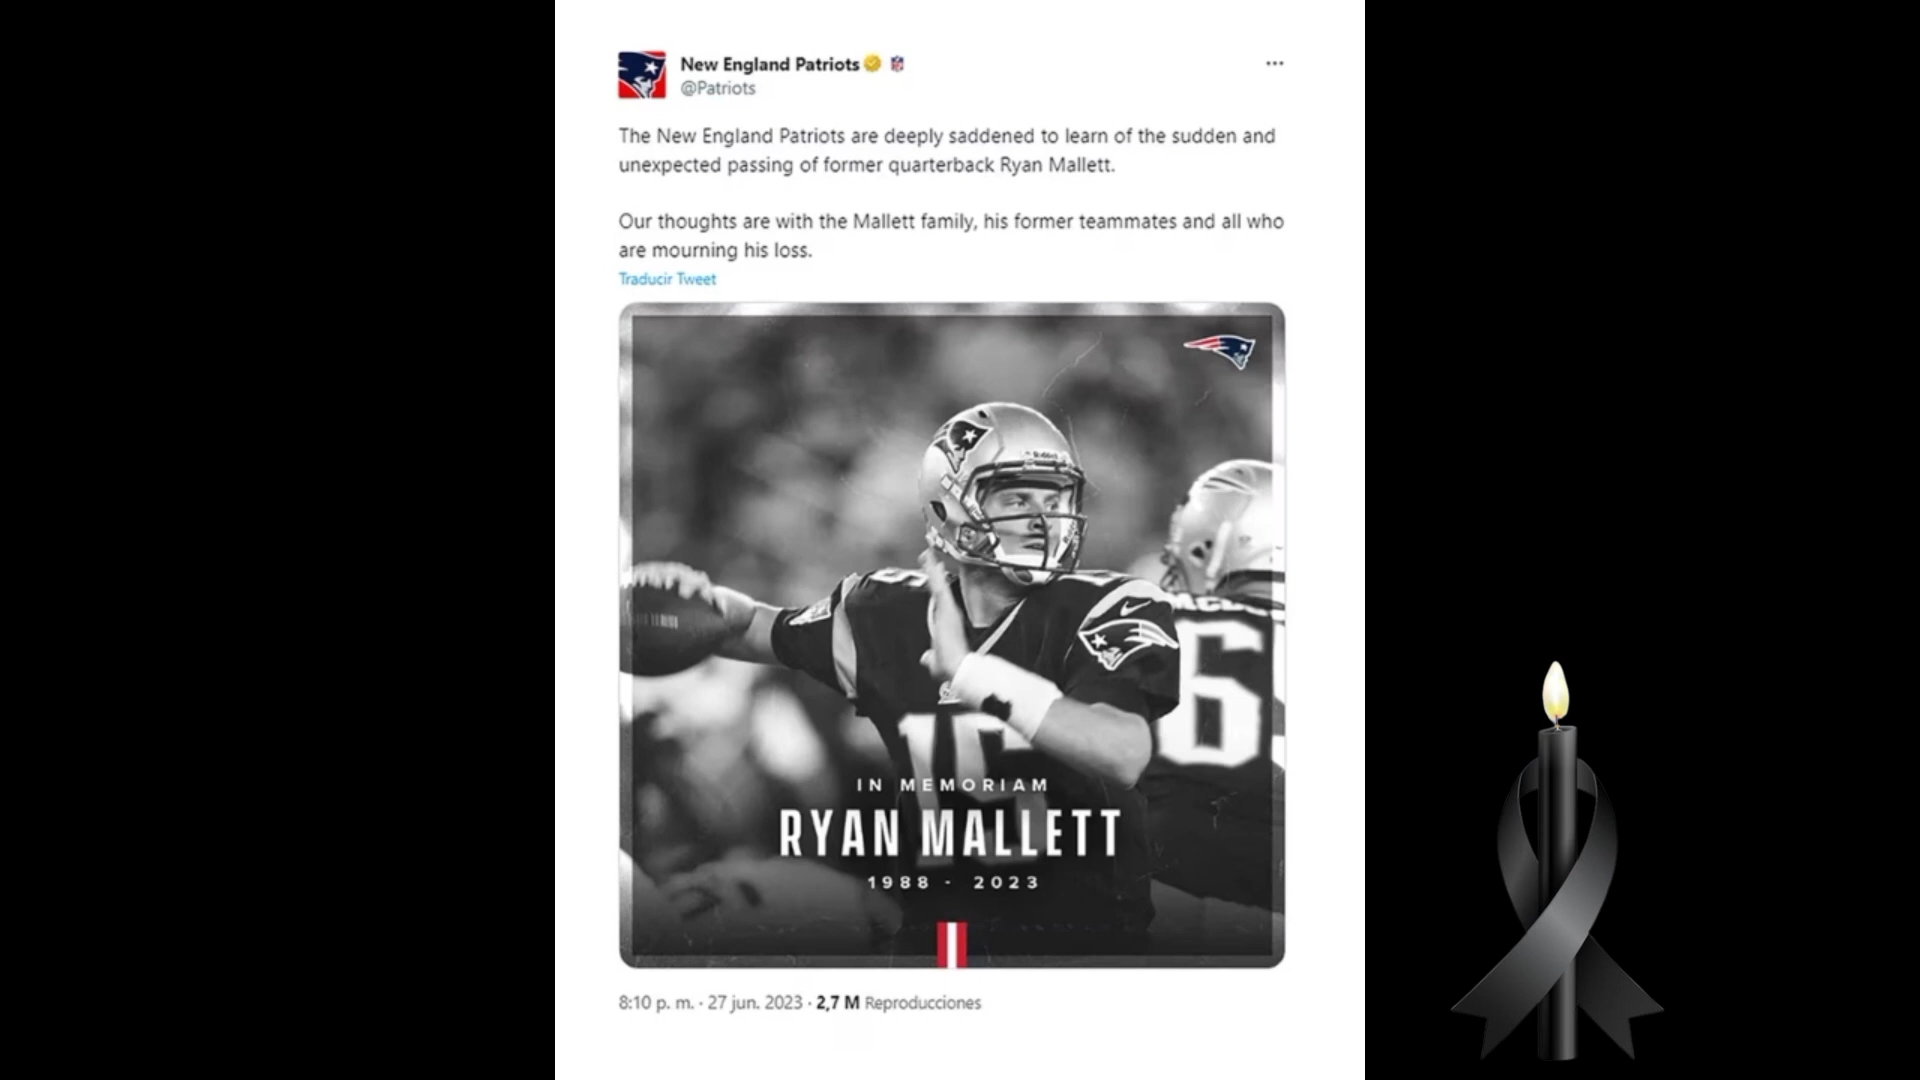 New England Patriots
@Patriots
The New England Patriots are deeply saddened to learn of the sudden and
unexpected passing of former quarterback Ryan Mallett.
Our thoughts are with the Mallett family, his former teammates and all who
are mourning his loss.
Traducir Tweet
Riddell
15
6
IN MEMORIAM
RYAN MALLETT
1988 - 2023
8:10 p. m. · 27 jun. 2023 · 2,7 M Reproducciones